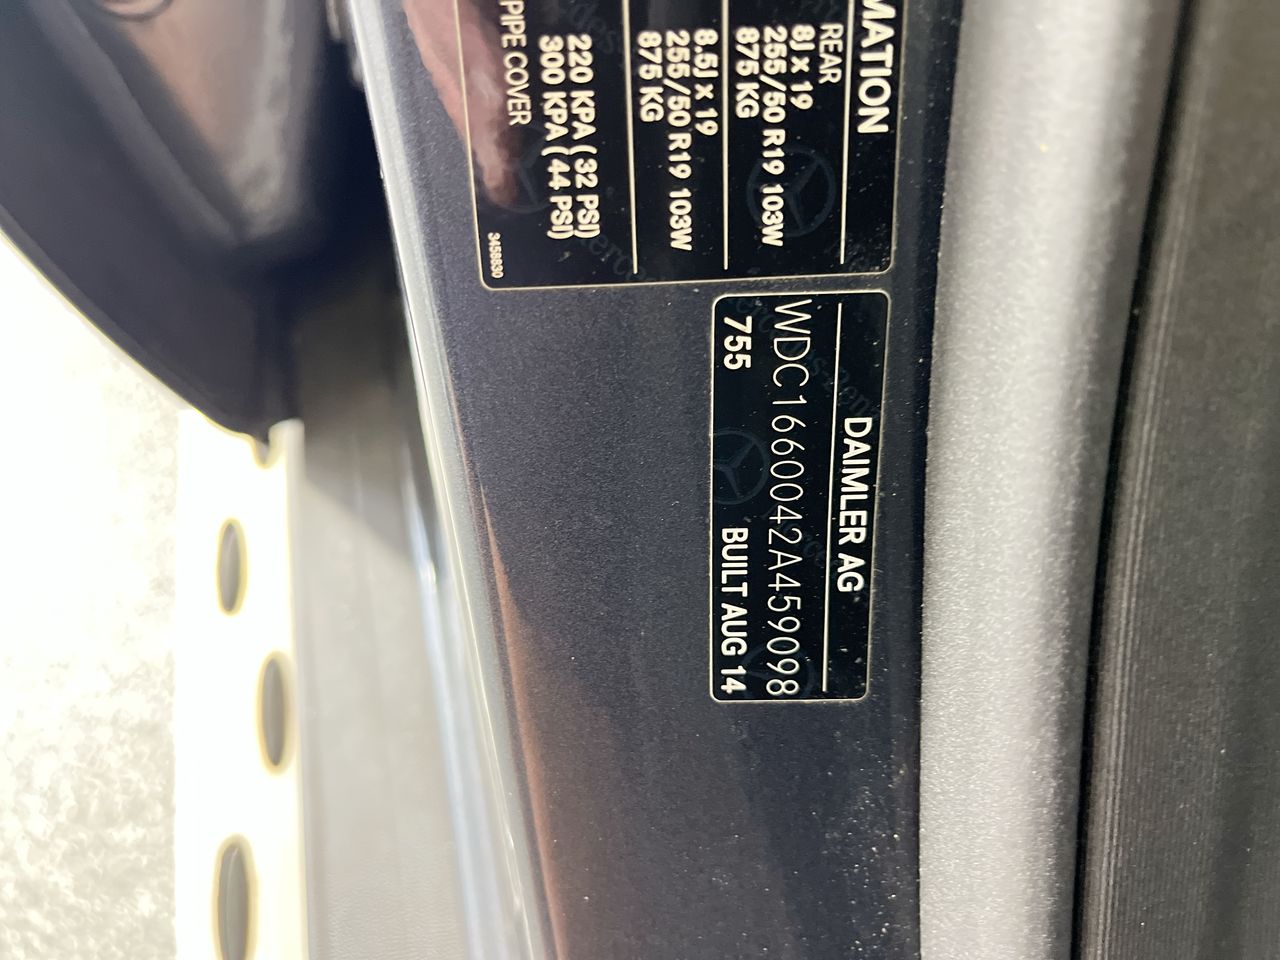 MATION
REAR
8J x 19
255/50 R19 103W
875 KG
8.5J x 19
255/50 R19 103W
875 KG
220 KPA ( 32 PSI)
300 KPA ( 44 PSI)
PIPE COVER
3458830
DAIMLER AG
WDC1660042A459098
755 BUILT AUG 14